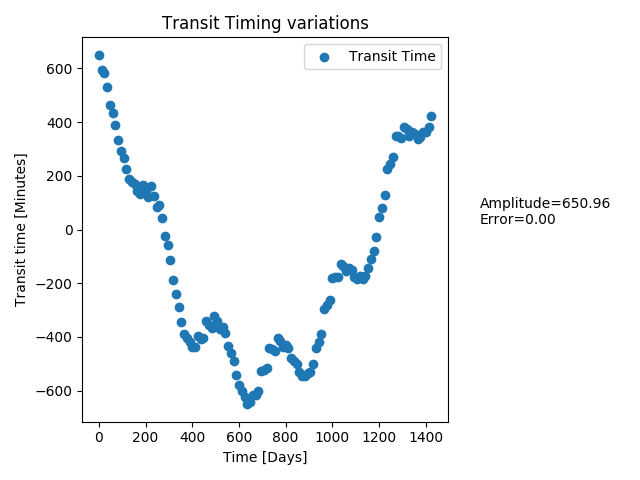 Transit Timing variations
Transit Time
600
400
200
0
−200
−400
−600
Transit time [Minutes]
0
200
400
600
800
1000
1200
1400
Time [Days]
Amplitude=650.96
Error=0.00